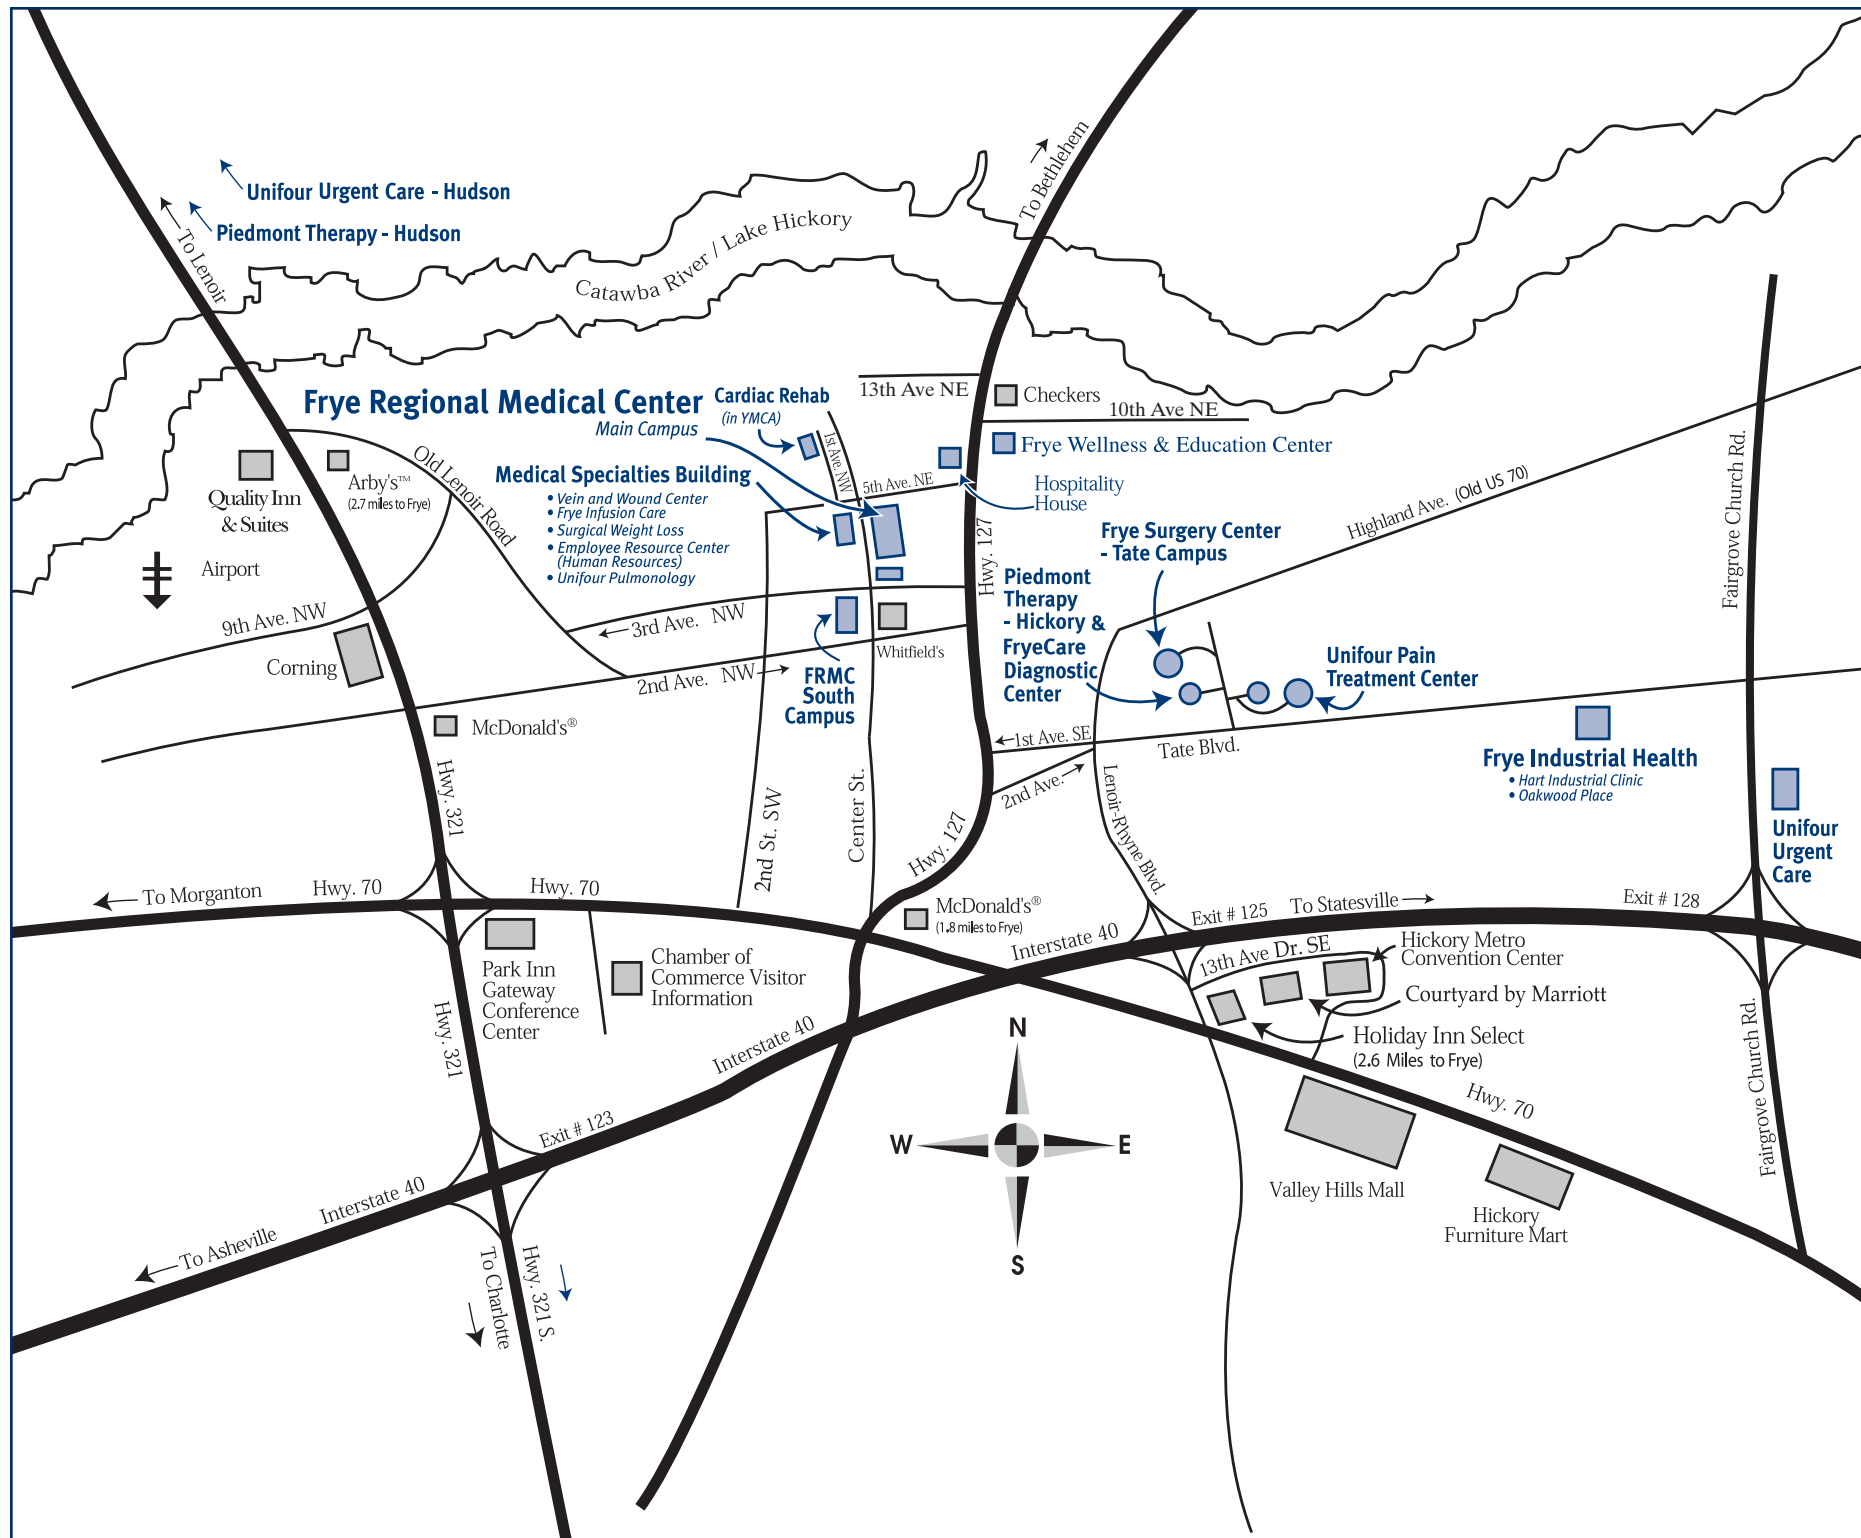 Unifour Urgent Care - Hudson
Piedmont Therapy - Hudson
To Lenoir
Catawba River / Lake Hickory
To Bethlehem
Frye Regional Medical Center
Main Campus
Cardiac Rehab
(in YMCA)
13th Ave NE
Checkers
10th Ave NE
Frye Wellness & Education Center
Hospitality
House
1st Ave. NW
5th Ave. NE
Medical Specialties Building
• Vein and Wound Center
• Frye Infusion Care
• Surgical Weight Loss
• Employee Resource Center
(Human Resources)
• Unifour Pulmonology
Quality Inn
& Suites
Arby's™
(2.7 miles to Frye)
Old Lenoir Road
Airport
9th Ave. NW
Corning
3rd Ave. NW
2nd Ave. NW
Whitfield's
FRMC
South
Campus
Hwy. 127
Frye Surgery Center
- Tate Campus
Piedmont
Therapy
- Hickory &
FryeCare
Diagnostic
Center
Highland Ave. (Old US 70)
Fairgrove Church Rd.
Unifour Pain
Treatment Center
1st Ave. SE
Tate Blvd.
2nd Ave.
Lenoir-Rhyne Blvd.
Frye Industrial Health
• Hart Industrial Clinic
• Oakwood Place
Unifour
Urgent
Care
McDonald's®
Hwy. 321
2nd St. SW
Center St.
Hwy. 127
To Morganton
Hwy. 70
Hwy. 70
McDonald's®
(1.8 miles to Frye)
Interstate 40
Exit # 125
To Statesville
Exit # 128
13th Ave Dr. SE
Hickory Metro
Convention Center
Courtyard by Marriott
Holiday Inn Select
(2.6 Miles to Frye)
Park Inn
Gateway
Conference
Center
Chamber of
Commerce Visitor
Information
Hwy. 321
Interstate 40
Exit # 123
Interstate 40
To Asheville
To Charlotte
Hwy. 321 S.
N
W
E
S
Hwy. 70
Valley Hills Mall
Hickory
Furniture Mart
Fairgrove Church Rd.